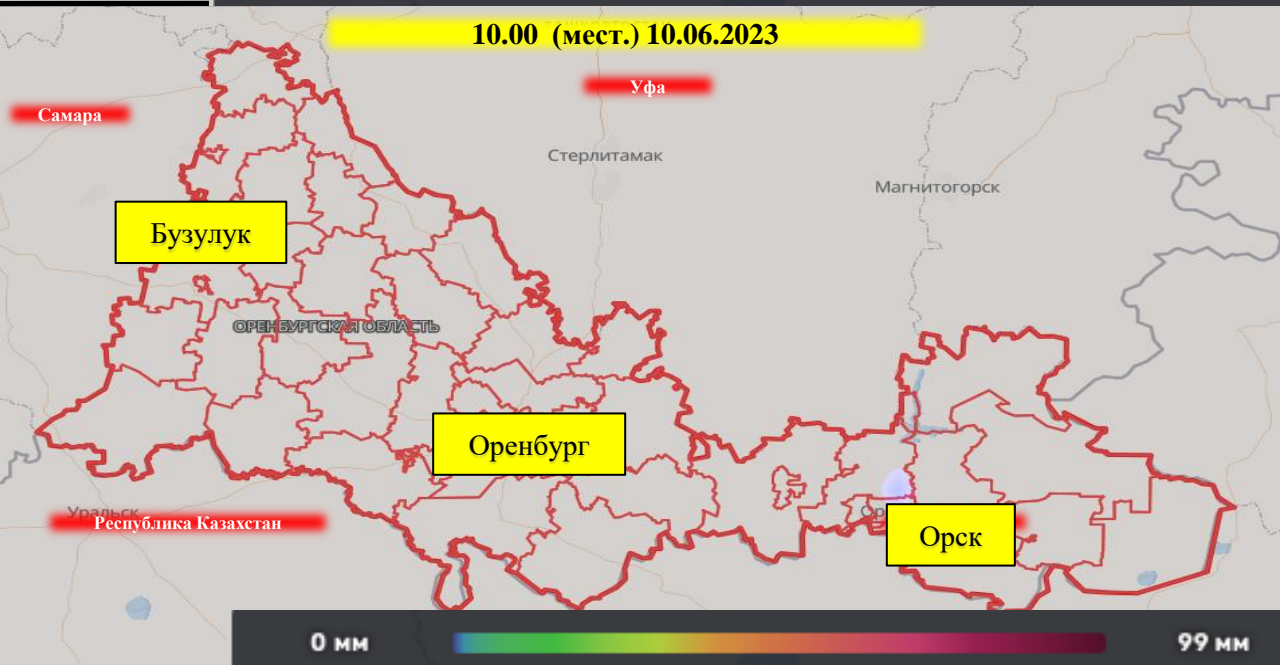 10.00 (мест.) 10.06.2023
Уфа
Самара
Стерлитамак
Магнитогорск
Бузулук
ОРЕНБУРГСКАЯ ОБЛАСТЬ
Оренбург
Уральск
Республика Казахстан
Ор
Орск
0 мм
99 мм